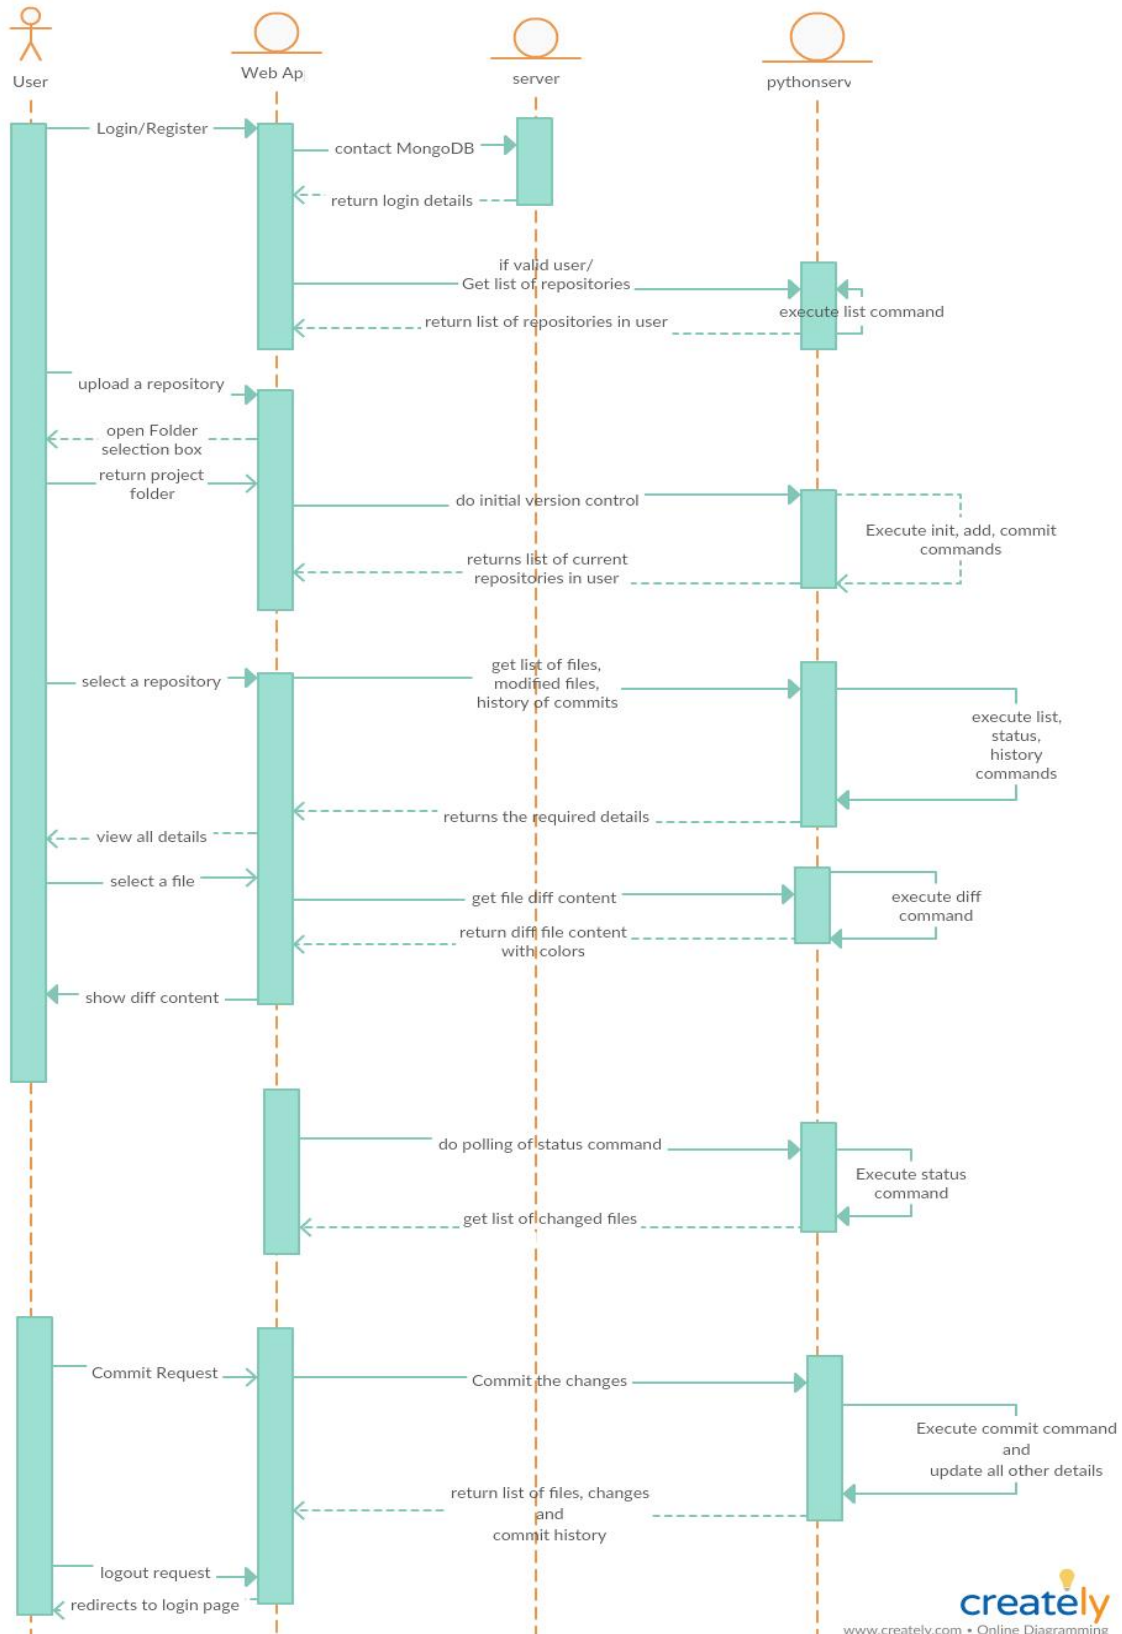 User
Web Ap
server
pythonserv
Login/Register
contact MongoDB
return login details
if valid user/
Get list of repositories
execute list command
return list of repositories in user
upload a repository
open Folder
selection box
return project
folder
do initial version control
Execute init, add, commit
commands
returns list of current
repositories in user
select a repository
get list of files,
modified files,
history of commits
execute list,
status,
history
commands
returns the required details
view all details
select a file
get file diff content
execute diff
command
return diff file content
with colors
show diff content
do polling of status command
Execute status
command
get list of changed files
Commit Request
Commit the changes
Execute commit command
and
update all other details
return list of files, changes
and
commit history
logout request
redirects to login page
creately
www.creately.com • Online Diagramming